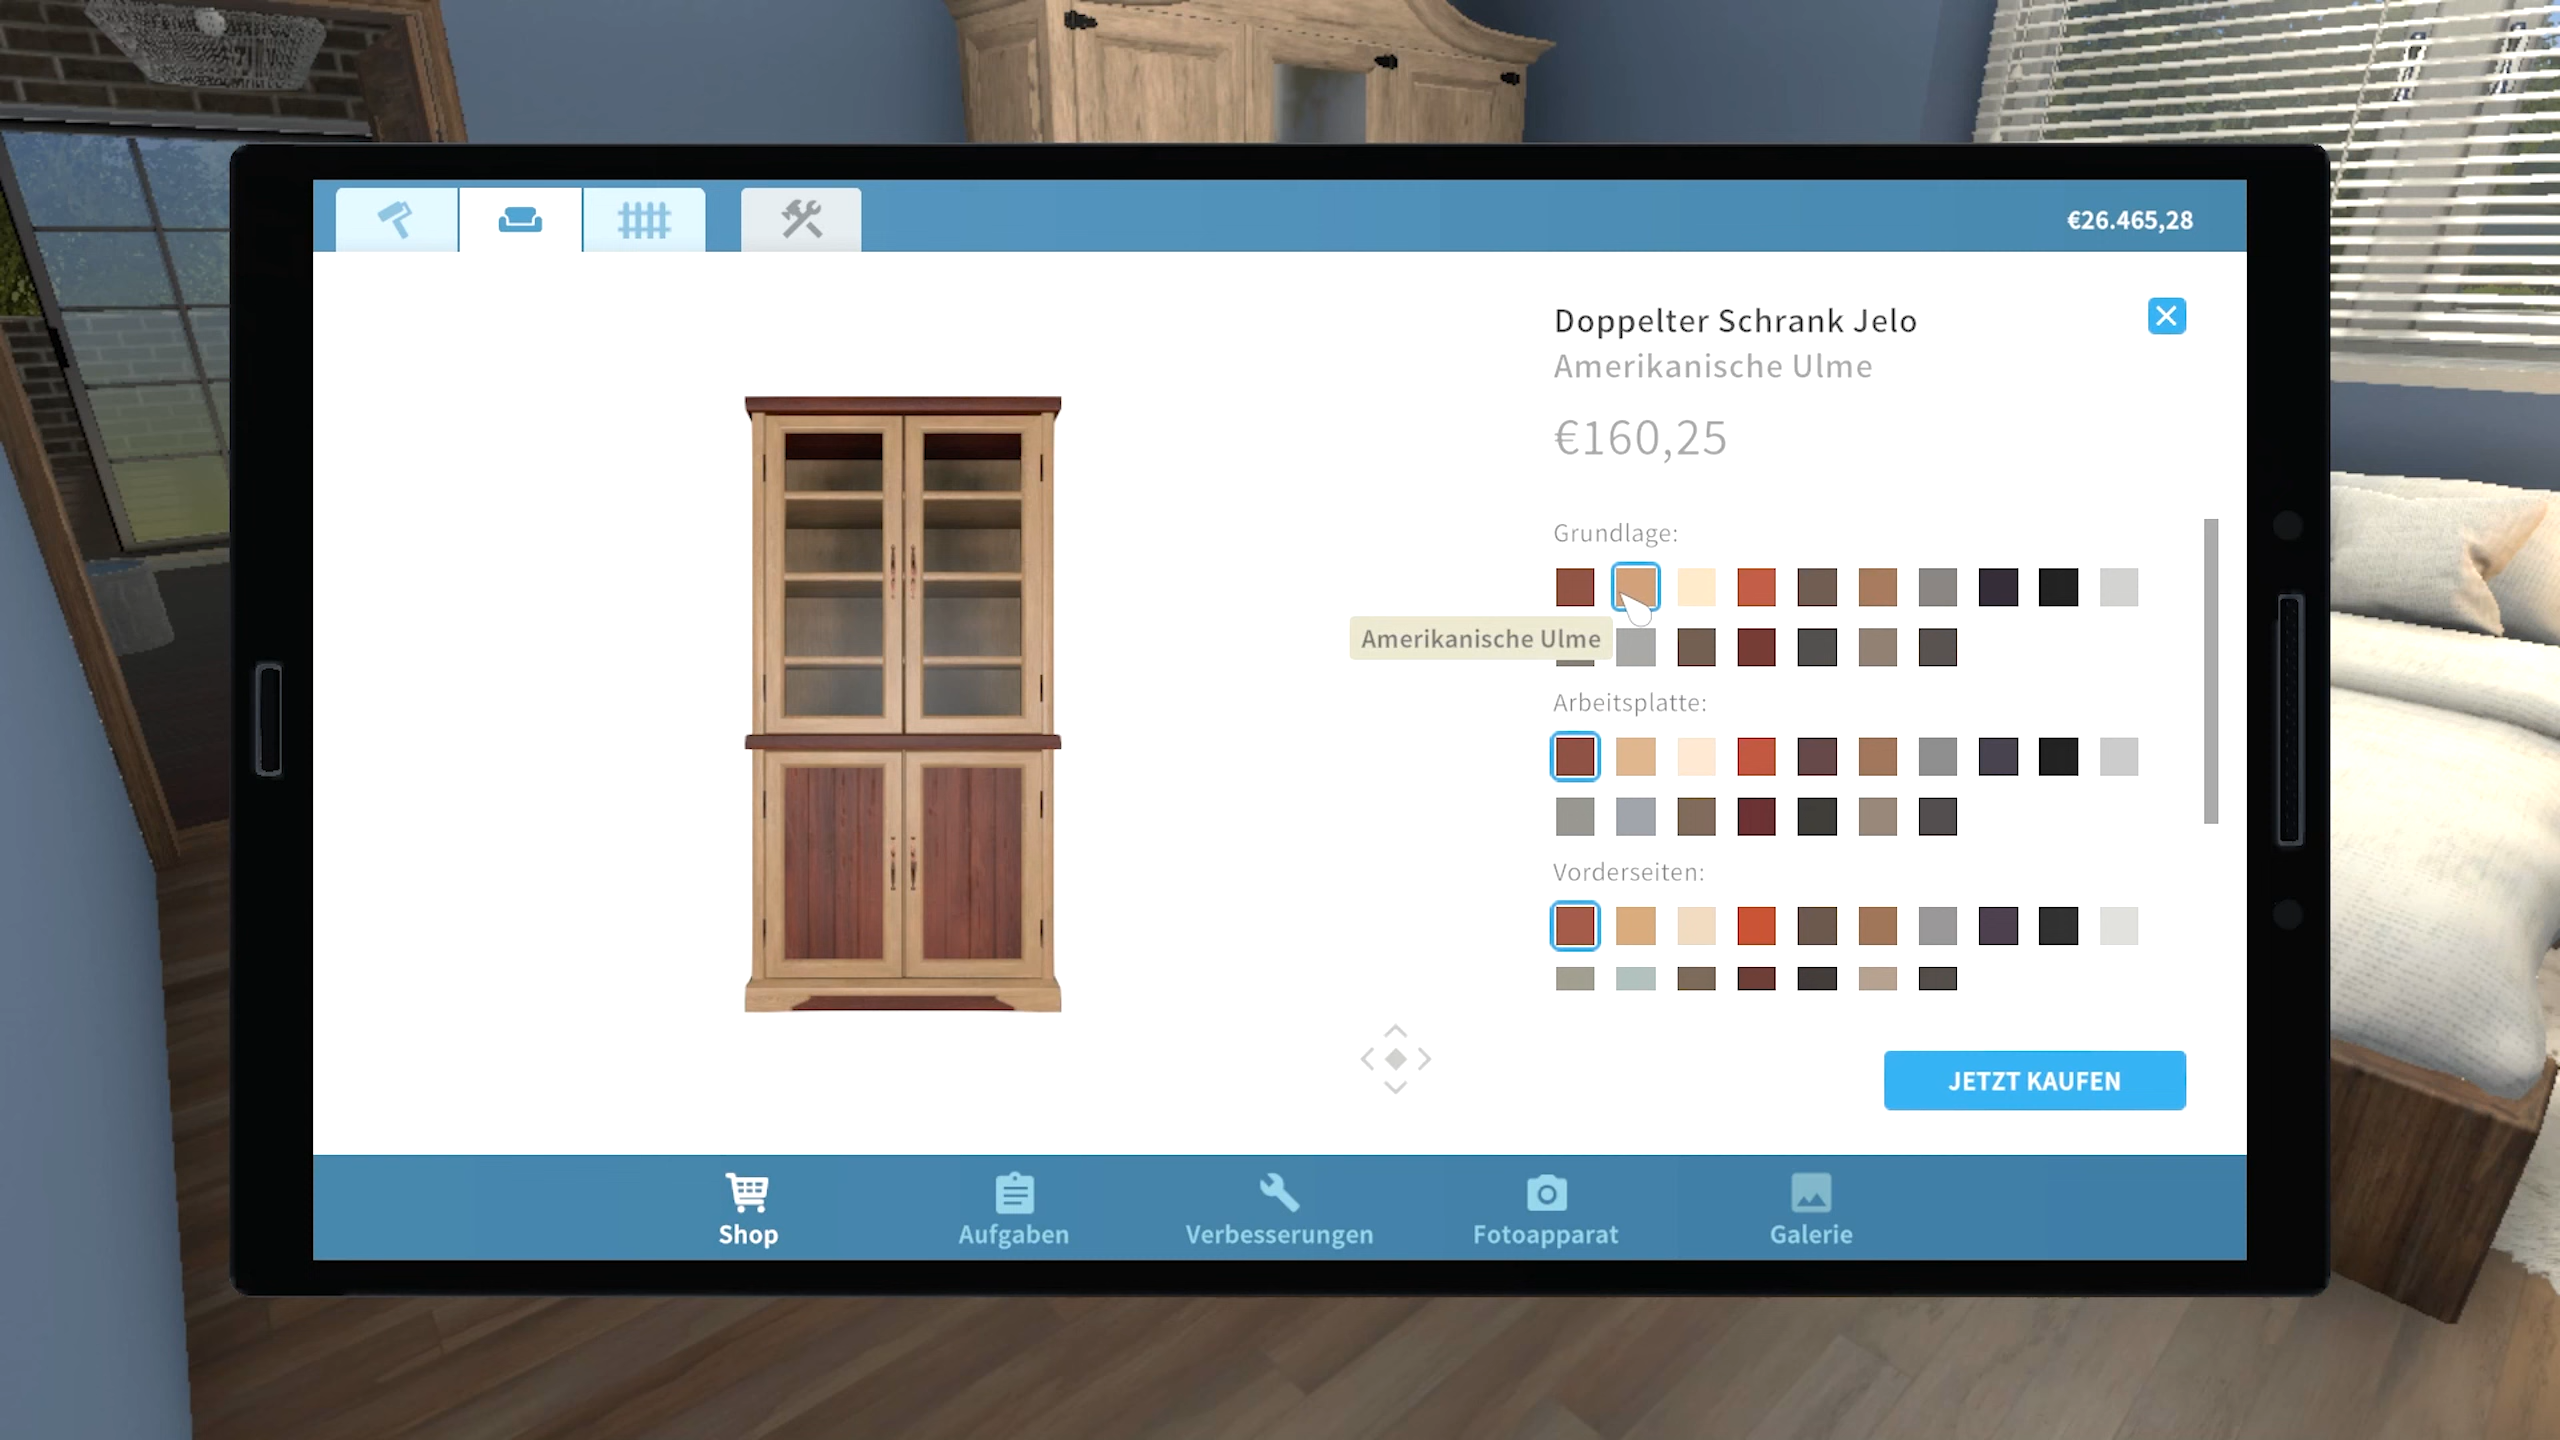 €26.465,28
Doppelter Schrank Jelo
Amerikanische Ulme
€160,25
Grundlage:
Amerikanische Ulme
Arbeitsplatte:
Vorderseiten:
JETZT KAUFEN
Shop
Aufgaben
Verbesserungen
Fotoapparat
Galerie